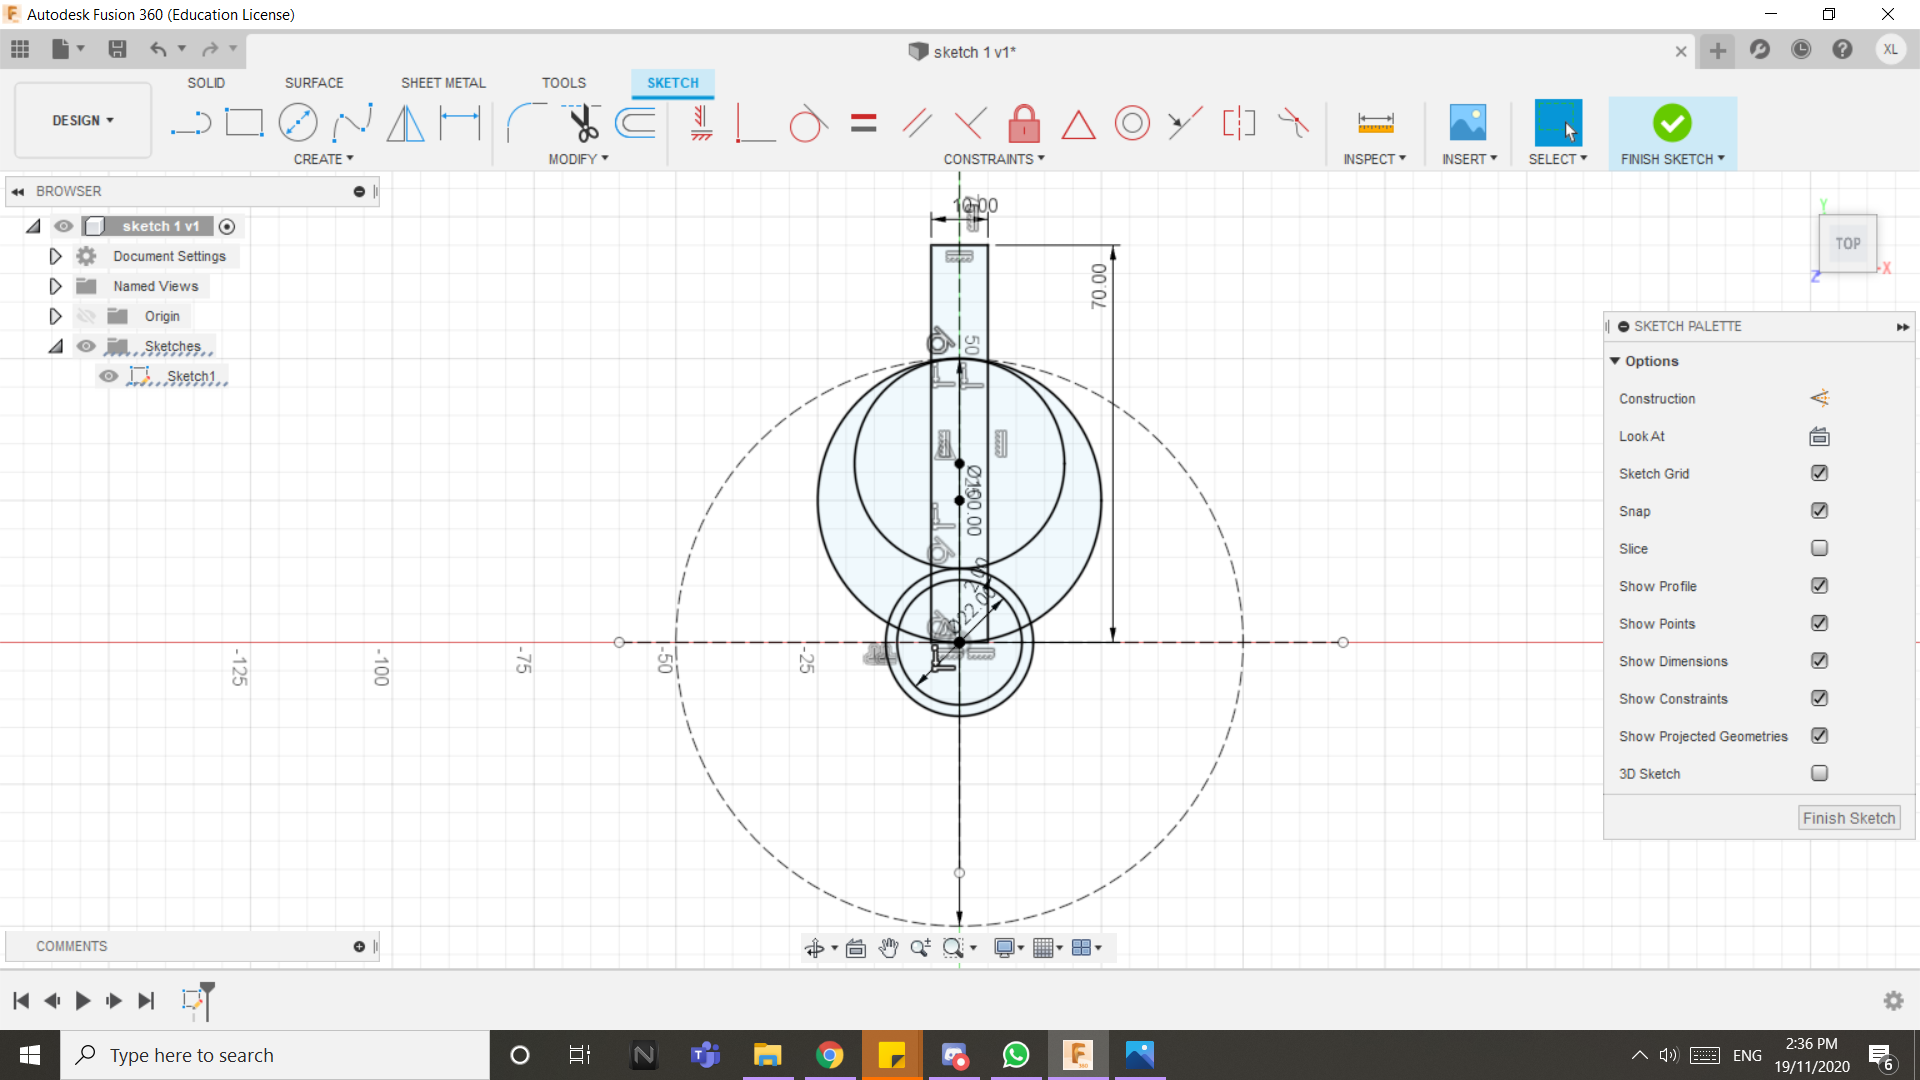 Autodesk Fusion 360 (Education License)
sketch 1 v1*
XL
SOLID
SURFACE
SHEET METAL
TOOLS
SKETCH
DESIGN
CREATE
MODIFY
CONSTRAINTS
INSPECT
INSERT
SELECT
FINISH SKETCH
BROWSER
sketch 1 v1
Document Settings
Named Views
Origin
Sketches
Sketch1
10.00
70.00
50
Ø100.00
-125
-100
-75
-50
-25
Y
TOP
X
Z
SKETCH PALETTE
Options
Construction
Look At
Sketch Grid
Snap
Slice
Show Profile
Show Points
Show Dimensions
Show Constraints
Show Projected Geometries
3D Sketch
Finish Sketch
COMMENTS
Type here to search
ENG
2:36 PM
19/11/2020
6